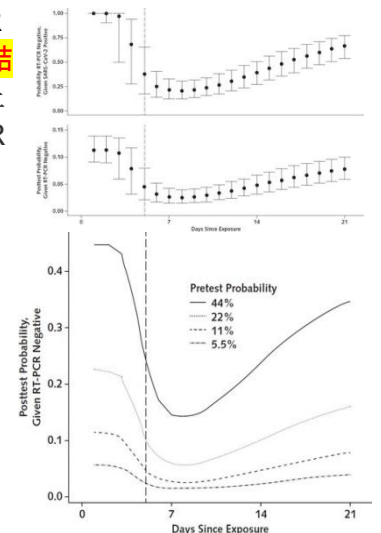 結
R
Probability RT-PCR Negative,
Given SARS-CoV-2 Positive
1.00
0.75
0.50
0.25
0.00
Posttest Probability,
Given RT-PCR Negative
0.15
0.10
0.05
0.00
0
7
14
21
Days Since Exposure
Posttest Probability,
Given RT-PCR Negative
0.4
0.3
0.2
0.1
0.0
Pretest Probability
44%
22%
11%
5.5%
0
7
14
21
Days Since Exposure